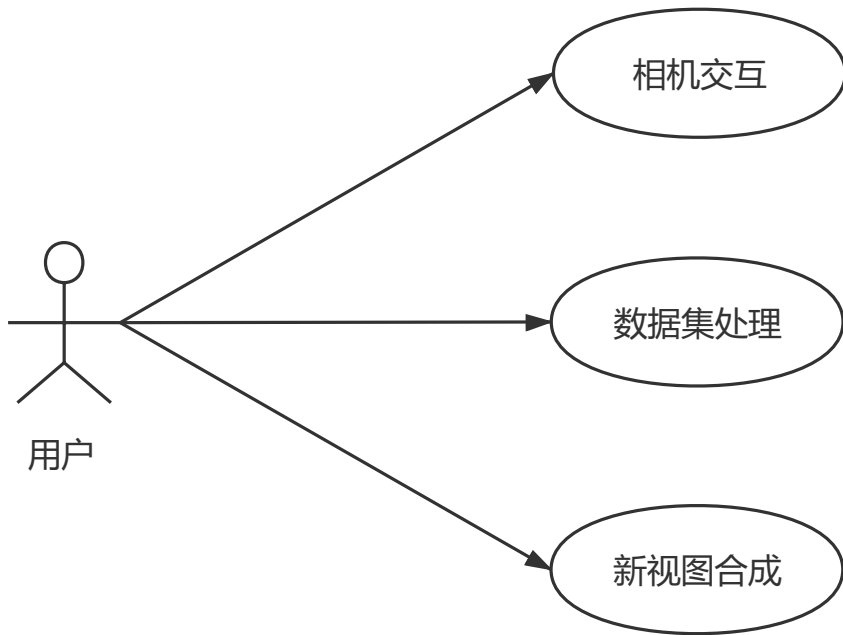 相机交互
数据集处理
用户
新视图合成